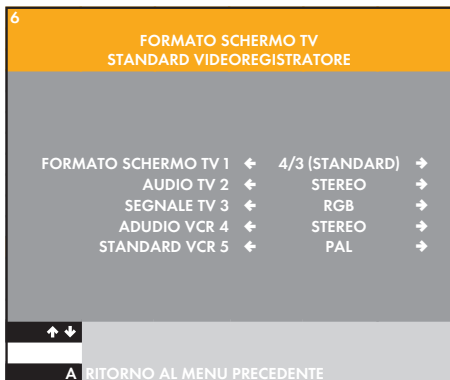 6
FORMATO SCHERMO TV
STANDARD VIDEOREGISTRATORE
FORMATO SCHERMO TV 1 ← 4/3 (STANDARD) →
AUDIO TV 2 ← STEREO →
SEGNALE TV 3 ← RGB →
ADUDIO VCR 4 ← STEREO →
STANDARD VCR 5 ← PAL →
↑ ↓
A RITORNO AL MENU PRECEDENTE